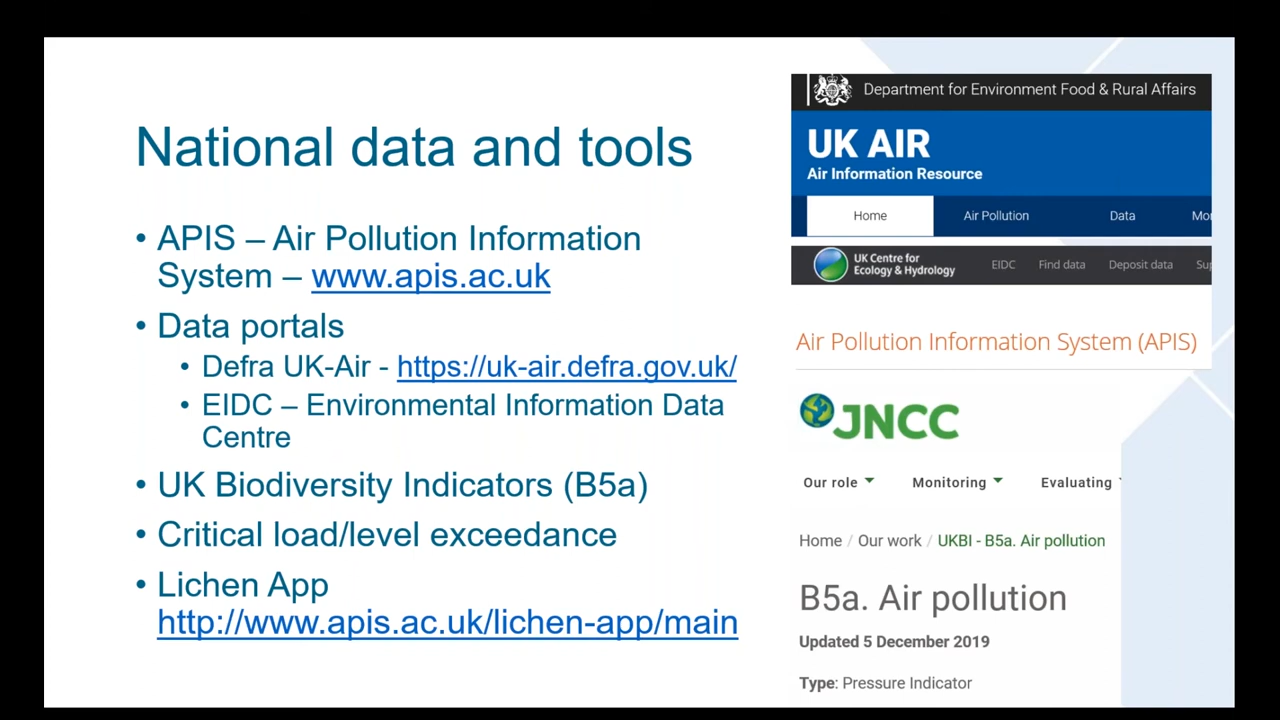 National data and tools
• APIS – Air Pollution Information
System – www.apis.ac.uk
• Data portals
• Defra UK-Air - https://uk-air.defra.gov.uk/
• EIDC – Environmental Information Data
Centre
• UK Biodiversity Indicators (B5a)
• Critical load/level exceedance
• Lichen App
http://www.apis.ac.uk/lichen-app/main
Department for Environment Food & Rural Affairs
UK AIR
Air Information Resource
Home Air Pollution Data Mo
UK Centre for
Ecology & Hydrology
EIDC Find data Deposit data Sup
Air Pollution Information System (APIS)
JNCC
Our role Monitoring Evaluating
Home / Our work / UKBI - B5a. Air pollution
B5a. Air pollution
Updated 5 December 2019
Type: Pressure Indicator